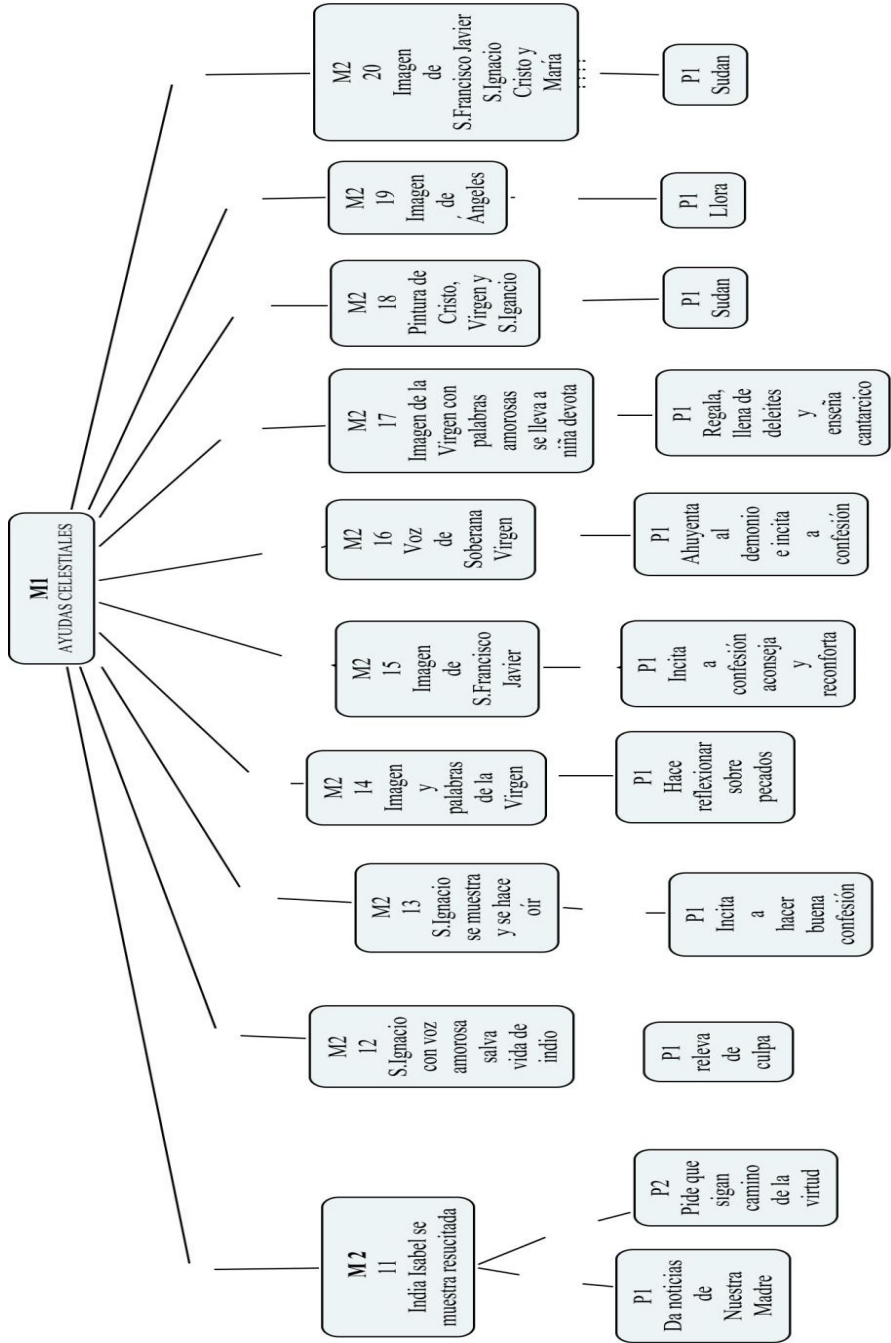 M1
AYUDAS CELESTIALES
M 2
11
India Isabel se
muestra resucitada
P1
Da noticias
de
Nuestra
Madre
P2
Pide que
sigan
camino
de la
virtud
M2
12
S.Ignacio
con voz
amorosa
salva
vida de
indio
P1
releva
de
culpa
M2
13
S.Ignacio
se muestra
y se hace
oír
P1
Incita
a
hacer
buena
confesión
M2
14
Imagen
y
palabras
de la
Virgen
P1
Hace
reflexionar
sobre
pecados
M2
15
Imagen
de
S.Francisco
Javier
P1
Incita
a
confesión
aconseja
y
reconforta
M2
16
Voz
de
Soberana
Virgen
P1
Ahuyenta
al
demonio
e incita
a
confesión
M2
17
Imagen de la
Virgen con
palabras
amorosas
se lleva a
niña devota
P1
Regala,
llena de
deleites
y
enseña
cantarcico
M2
18
Pintura de
Cristo,
Virgen y
S.Igancio
P1
Sudan
M2
19
Imagen
de
Ángeles
P1
Llora
M2
20
Imagen
de
S.Francisco Javier
S.Ignacio
Cristo y
María
P1
Sudan